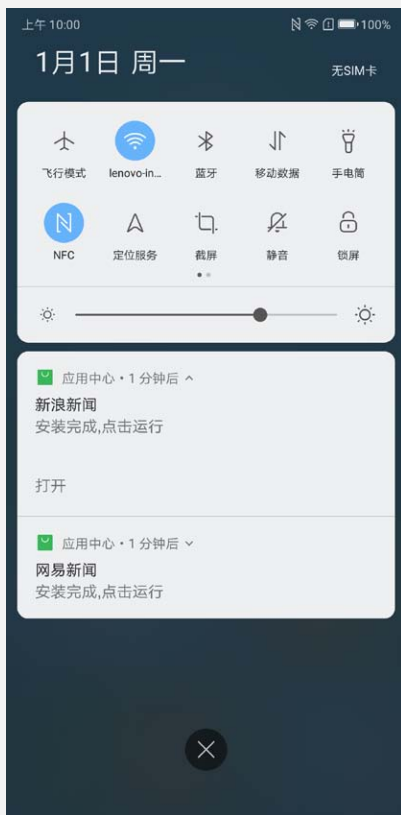 上午 10:00
100%
1月1日 周一
无SIM卡
飞行模式
lenovo-in...
蓝牙
移动数据
手电筒
NFC
定位服务
截屏
静音
锁屏
应用中心 • 1 分钟后
新浪新闻
安装完成,点击运行
打开
应用中心 • 1 分钟后
网易新闻
安装完成,点击运行